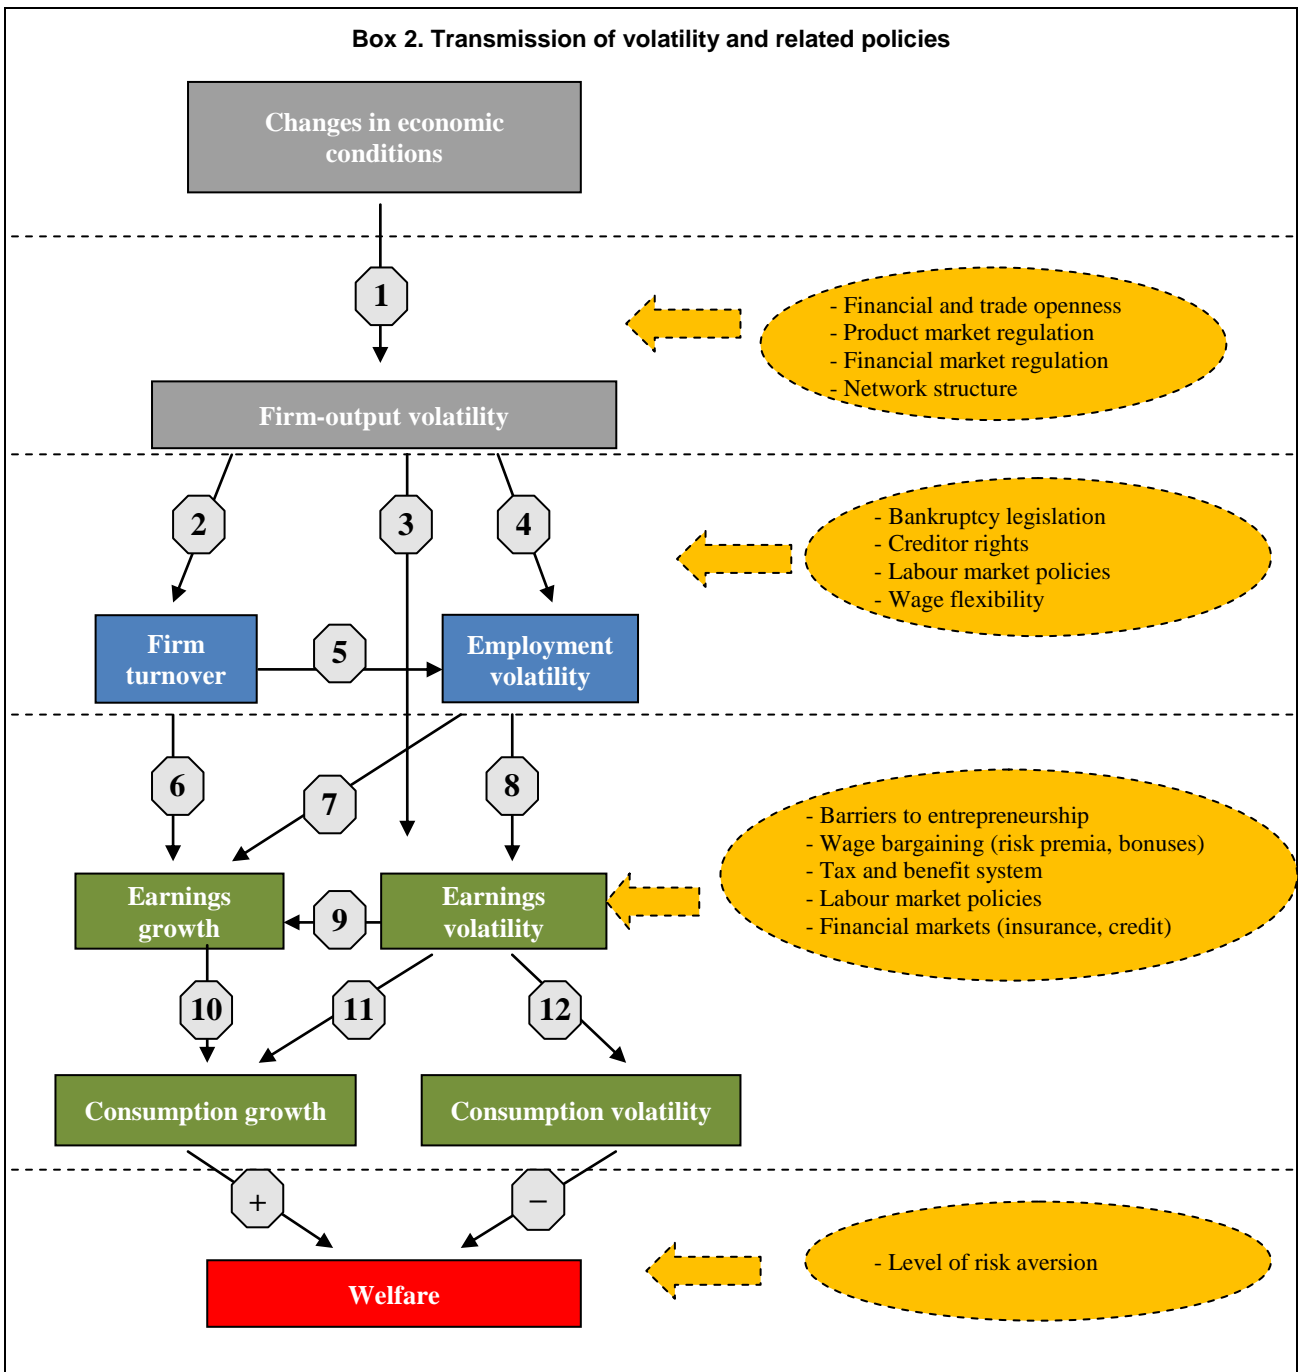 Box 2. Transmission of volatility and related policies
Changes in economic
conditions
1
- Financial and trade openness
- Product market regulation
- Financial market regulation
- Network structure
Firm-output volatility
2
3
4
- Bankruptcy legislation
- Creditor rights
- Labour market policies
- Wage flexibility
Firm
turnover
5
Employment
volatility
6
7
8
- Barriers to entrepreneurship
- Wage bargaining (risk premia, bonuses)
- Tax and benefit system
- Labour market policies
- Financial markets (insurance, credit)
Earnings
growth
9
Earnings
volatility
10
11
12
Consumption growth
Consumption volatility
+
–
- Level of risk aversion
Welfare